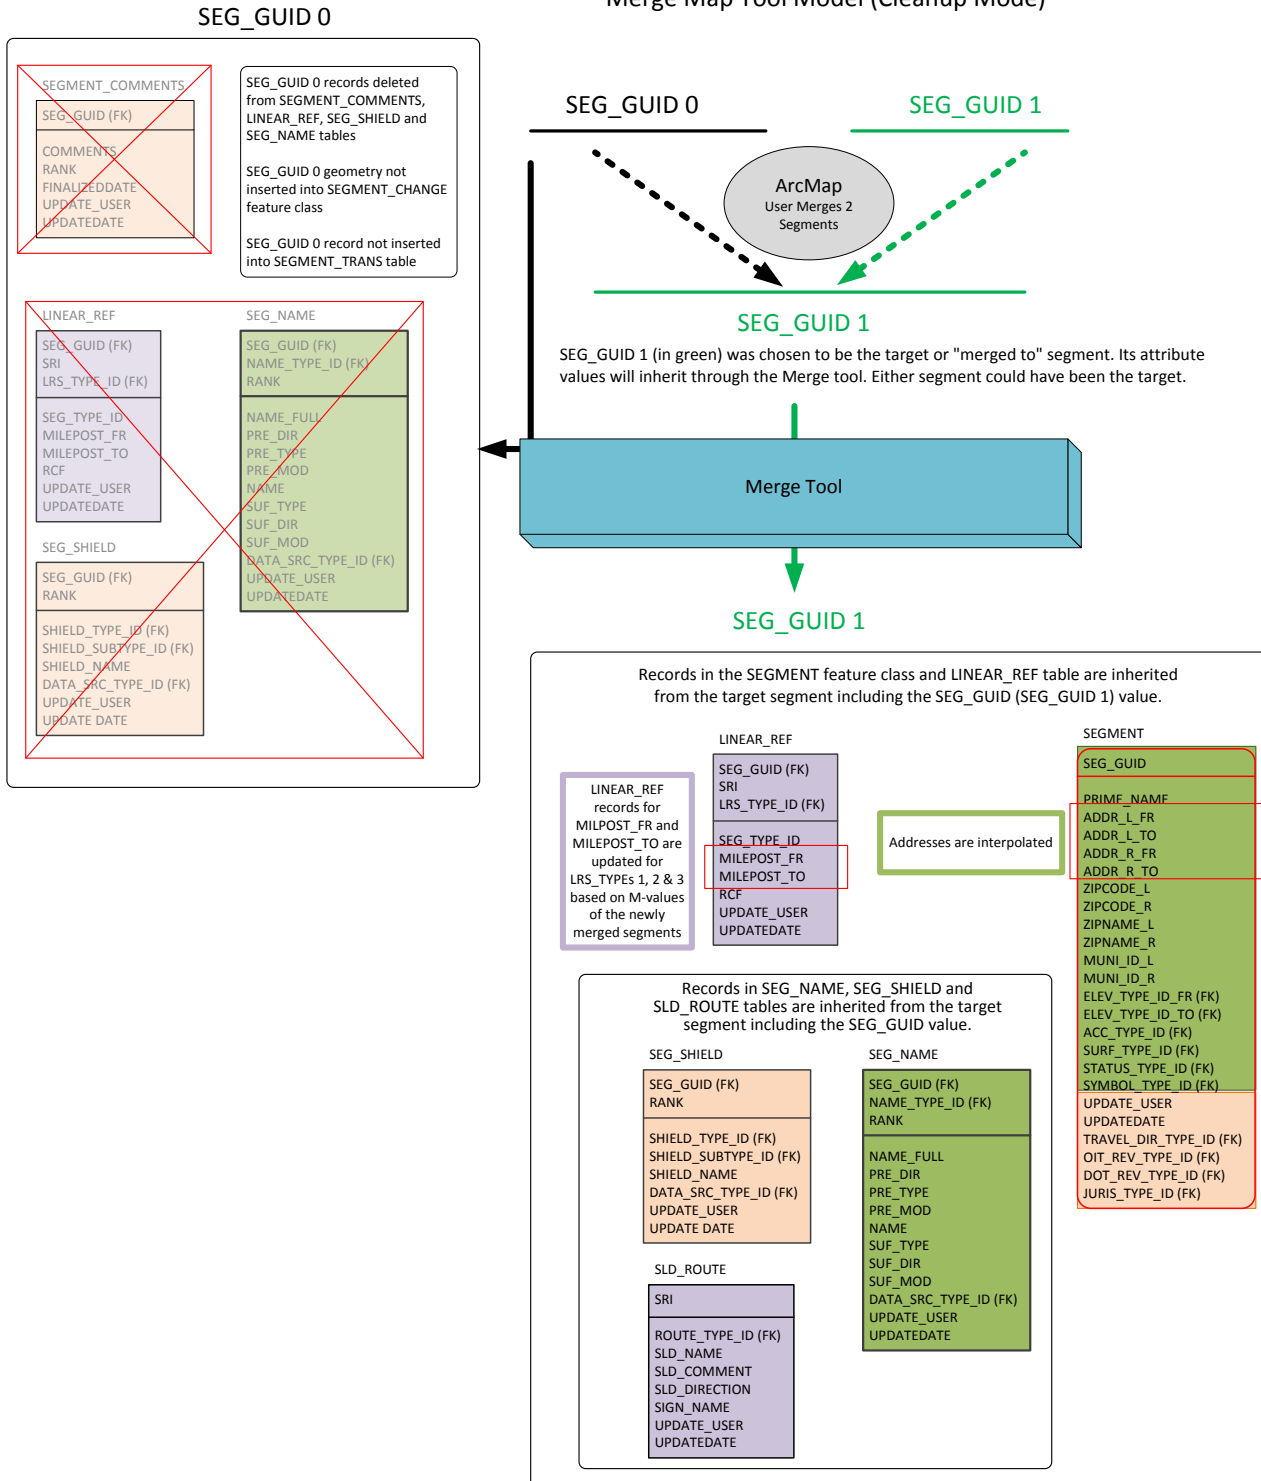 Merge Map Tool Model (Cleanup Mode)
SEG_GUID 0
SEGMENT_COMMENTS
SEG_GUID (FK)
COMMENTS
RANK
FINALIZEDDATE
UPDATE_USER
UPDATEDATE
SEG_GUID 0 records deleted
from SEGMENT_COMMENTS,
LINEAR_REF, SEG_SHIELD and
SEG_NAME tables
SEG_GUID 0 geometry not
inserted into SEGMENT_CHANGE
feature class
SEG_GUID 0 record not inserted
into SEGMENT_TRANS table
LINEAR_REF
SEG_GUID (FK)
SRI
LRS_TYPE_ID (FK)
SEG_TYPE_ID
MILEPOST_FR
MILEPOST_TO
RCF
UPDATE_USER
UPDATEDATE
SEG_NAME
SEG_GUID (FK)
NAME_TYPE_ID (FK)
RANK
NAME_FULL
PRE_DIR
PRE_TYPE
PRE_MOD
NAME
SUF_TYPE
SUF_DIR
SUF_MOD
DATA_SRC_TYPE_ID (FK)
UPDATE_USER
UPDATEDATE
SEG_SHIELD
SEG_GUID (FK)
RANK
SHIELD_TYPE_ID (FK)
SHIELD_SUBTYPE_ID (FK)
SHIELD_NAME
DATA_SRC_TYPE_ID (FK)
UPDATE_USER
UPDATE DATE
SEG_GUID 0
SEG_GUID 1
ArcMap
User Merges 2
Segments
SEG_GUID 1
SEG_GUID 1 (in green) was chosen to be the target or "merged to" segment. Its attribute
values will inherit through the Merge tool. Either segment could have been the target.
Merge Tool
SEG_GUID 1
Records in the SEGMENT feature class and LINEAR_REF table are inherited
from the target segment including the SEG_GUID (SEG_GUID 1) value.
LINEAR_REF
records for
MILPOST_FR and
MILEPOST_TO are
updated for
LRS_TYPEs 1, 2 & 3
based on M-values
of the newly
merged segments
LINEAR_REF
SEG_GUID (FK)
SRI
LRS_TYPE_ID (FK)
SEG_TYPE_ID
MILEPOST_FR
MILEPOST_TO
RCF
UPDATE_USER
UPDATEDATE
Addresses are interpolated
SEGMENT
SEG_GUID
PRIME_NAME
ADDR_L_FR
ADDR_L_TO
ADDR_R_FR
ADDR_R_TO
ZIPCODE_L
ZIPCODE_R
ZIPNAME_L
ZIPNAME_R
MUNI_ID_L
MUNI_ID_R
ELEV_TYPE_ID_FR (FK)
ELEV_TYPE_ID_TO (FK)
ACC_TYPE_ID (FK)
SURF_TYPE_ID (FK)
STATUS_TYPE_ID (FK)
SYMBOL_TYPE_ID (FK)
UPDATE_USER
UPDATEDATE
TRAVEL_DIR_TYPE_ID (FK)
OIT_REV_TYPE_ID (FK)
DOT_REV_TYPE_ID (FK)
JURIS_TYPE_ID (FK)
Records in SEG_NAME, SEG_SHIELD and
SLD_ROUTE tables are inherited from the target
segment including the SEG_GUID value.
SEG_SHIELD
SEG_GUID (FK)
RANK
SHIELD_TYPE_ID (FK)
SHIELD_SUBTYPE_ID (FK)
SHIELD_NAME
DATA_SRC_TYPE_ID (FK)
UPDATE_USER
UPDATE DATE
SEG_NAME
SEG_GUID (FK)
NAME_TYPE_ID (FK)
RANK
NAME_FULL
PRE_DIR
PRE_TYPE
PRE_MOD
NAME
SUF_TYPE
SUF_DIR
SUF_MOD
DATA_SRC_TYPE_ID (FK)
UPDATE_USER
UPDATEDATE
SLD_ROUTE
SRI
ROUTE_TYPE_ID (FK)
SLD_NAME
SLD_COMMENT
SLD_DIRECTION
SIGN_NAME
UPDATE_USER
UPDATEDATE